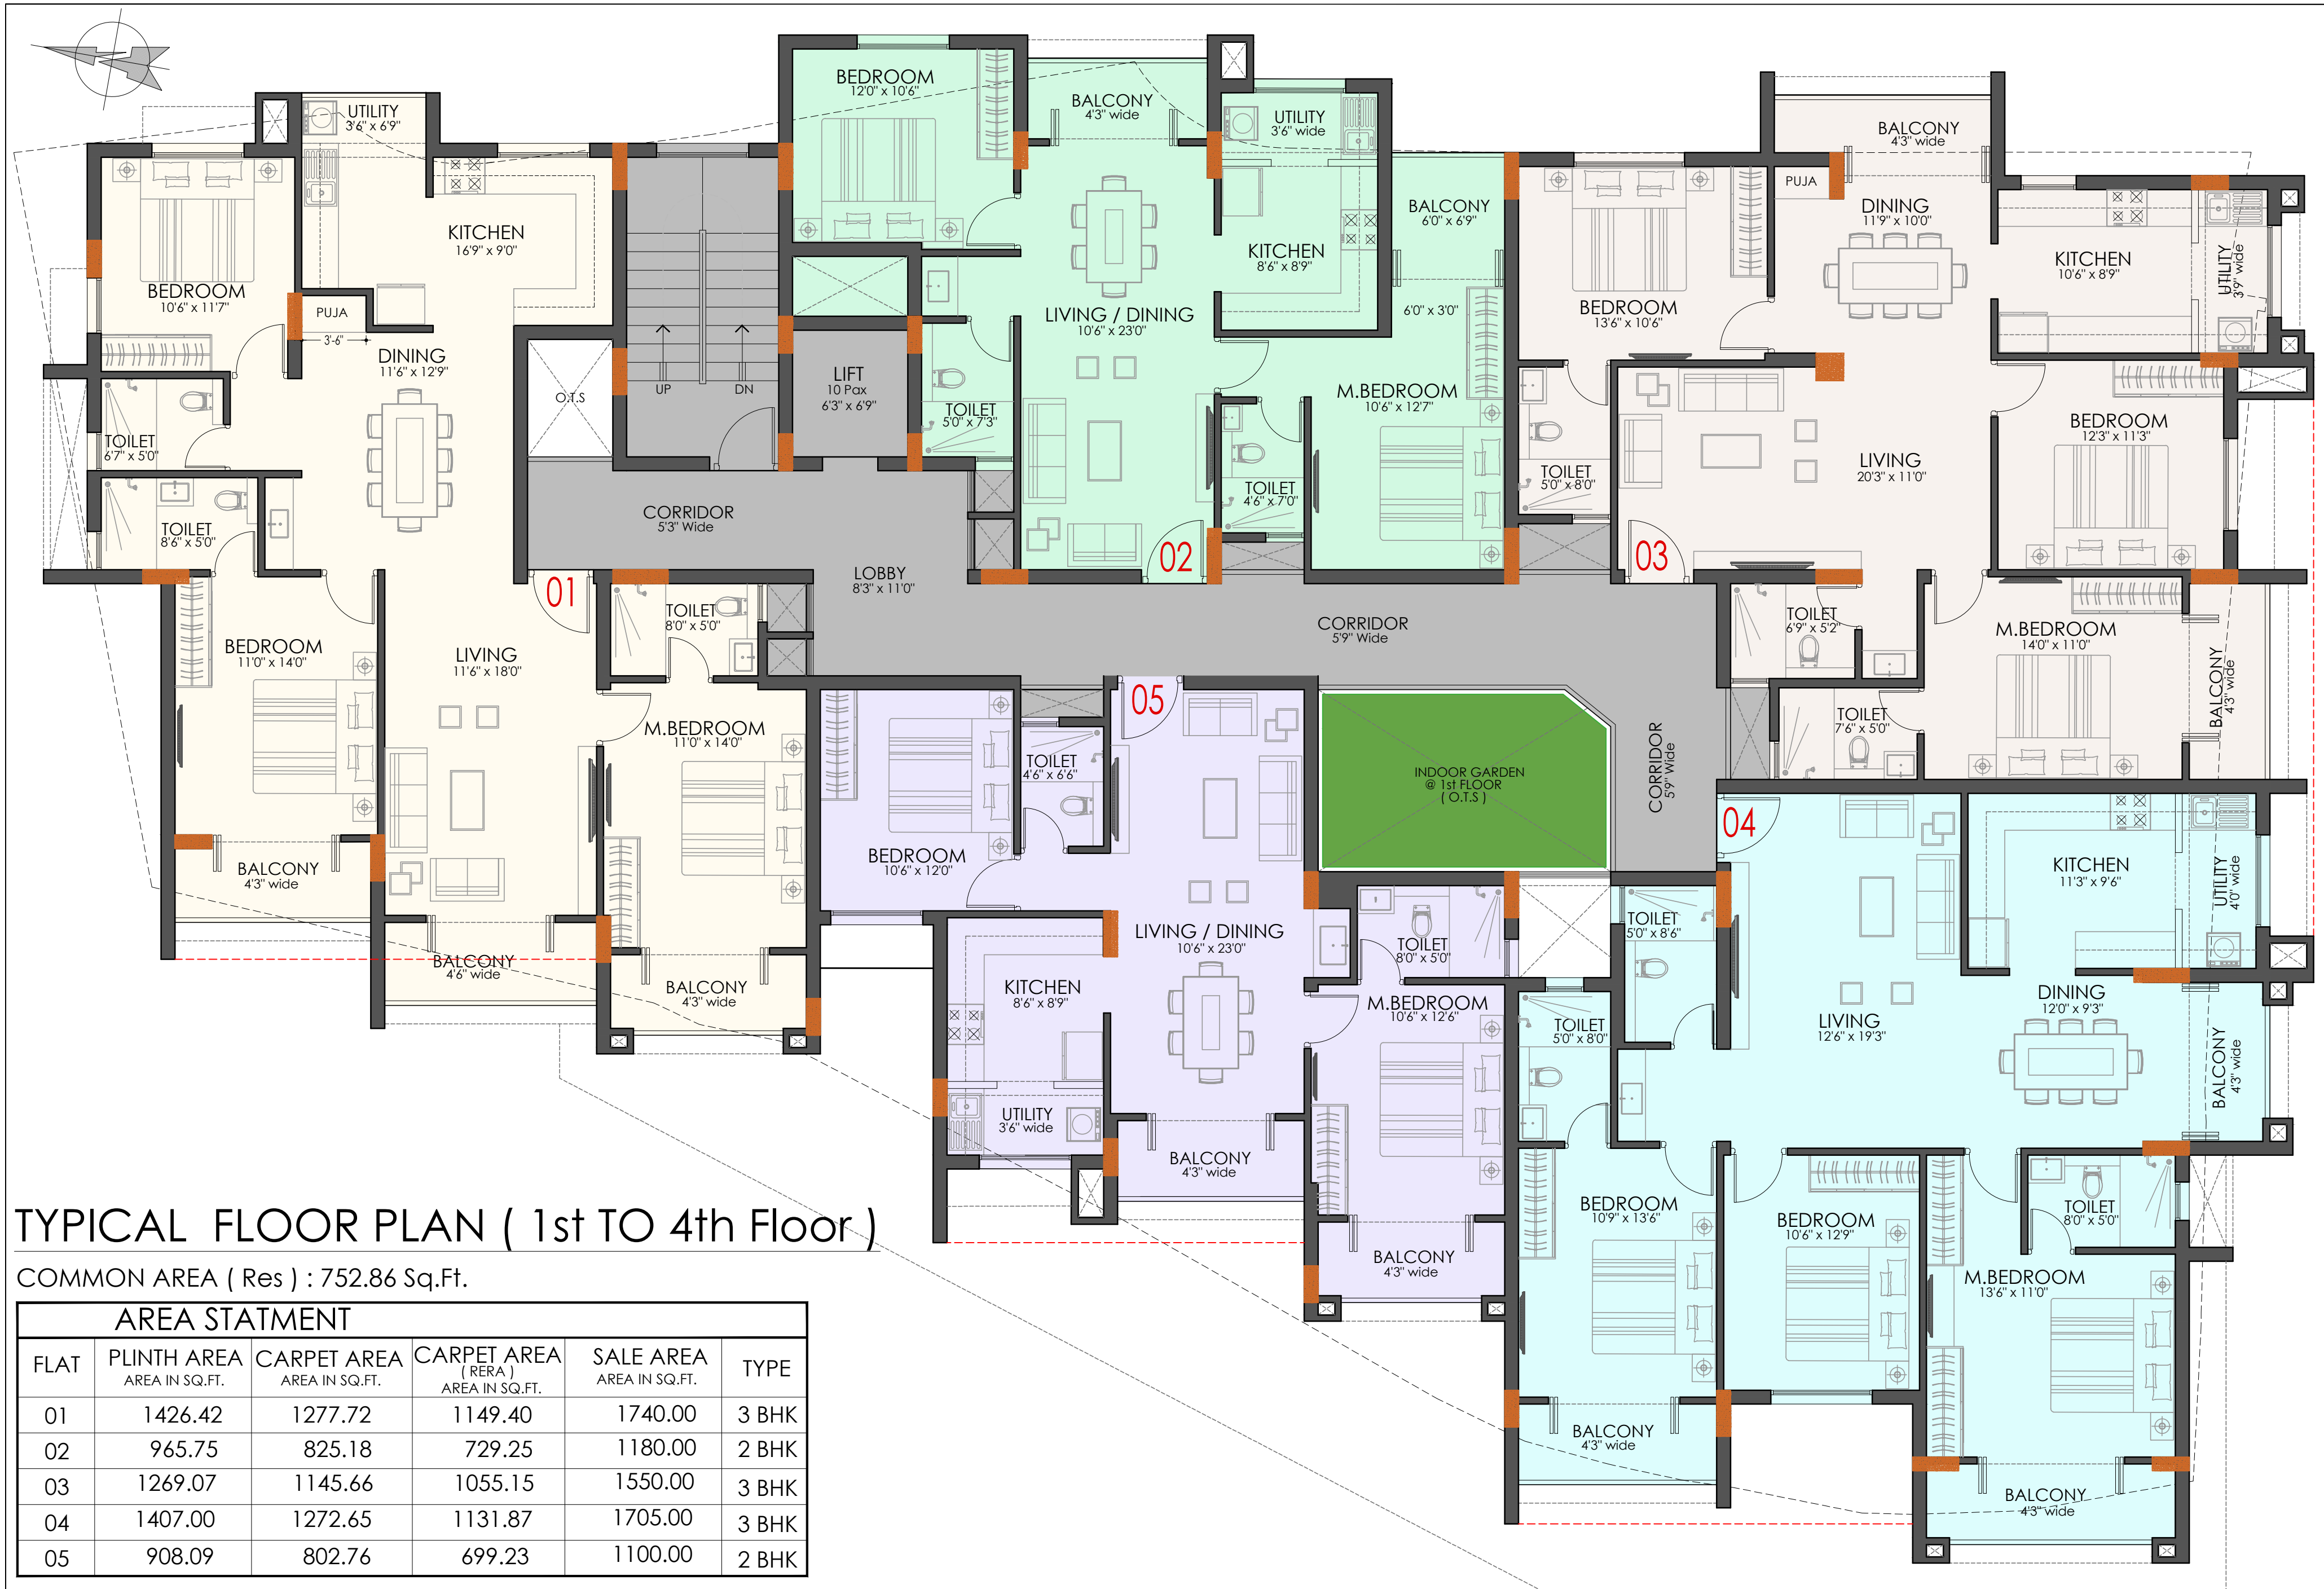 BEDROOM
12'0" x 10'6"
BALCONY
4'3" wide
UTILITY
3'6" x 6'9"
UTILITY
3'6" wide
BALCONY
4'3" wide
KITCHEN
16'9" x 9'0"
BEDROOM
10'6" x 11'7"
PUJA
3'-6"
DINING
11'6" x 12'9"
O.T.S
UP
DN
LIFT
10 Pax
6'3" x 6'9"
LIVING / DINING
10'6" x 23'0"
KITCHEN
8'6" x 8'9"
BALCONY
6'0" x 6'9"
6'0" x 3'0"
M.BEDROOM
10'6" x 12'7"
TOILET
5'0" x 7'3"
TOILET
4'6" x 7'0"
02
BEDROOM
13'6" x 10'6"
PUJA
DINING
11'9" x 10'0"
KITCHEN
10'6" x 8'9"
UTILITY
3'9" wide
BEDROOM
12'3" x 11'3"
LIVING
20'3" x 11'0"
TOILET
5'0" x 8'0"
03
TOILET
6'9" x 5'2"
M.BEDROOM
14'0" x 11'0"
BALCONY
4'3" wide
TOILET
7'6" x 5'0"
TOILET
6'7" x 5'0"
TOILET
8'6" x 5'0"
CORRIDOR
5'3" Wide
LOBBY
8'3" x 11'0"
CORRIDOR
5'9" Wide
CORRIDOR
5'9" Wide
01
TOILET
8'0" x 5'0"
BEDROOM
11'0" x 14'0"
LIVING
11'6" x 18'0"
M.BEDROOM
11'0" x 14'0"
BALCONY
4'3" wide
BALCONY
4'6" wide
BALCONY
4'3" wide
05
TOILET
4'6" x 6'6"
BEDROOM
10'6" x 12'0"
INDOOR GARDEN
@ 1st FLOOR
( O.T.S )
LIVING / DINING
10'6" x 23'0"
KITCHEN
8'6" x 8'9"
UTILITY
3'6" wide
BALCONY
4'3" wide
TOILET
8'0" x 5'0"
M.BEDROOM
10'6" x 12'6"
BALCONY
4'3" wide
04
KITCHEN
11'3" x 9'6"
UTILITY
4'0" wide
TOILET
5'0" x 8'6"
TOILET
5'0" x 8'0"
LIVING
12'6" x 19'3"
DINING
12'0" x 9'3"
BALCONY
4'3" wide
BEDROOM
10'9" x 13'6"
BEDROOM
10'6" x 12'9"
TOILET
8'0" x 5'0"
M.BEDROOM
13'6" x 11'0"
BALCONY
4'3" wide
BALCONY
4'3" wide
TYPICAL FLOOR PLAN ( 1st TO 4th Floor )
COMMON AREA ( Res ) : 752.86 Sq.Ft.
AREA STATMENT
FLAT PLINTH AREA AREA IN SQ.FT. CARPET AREA AREA IN SQ.FT. CARPET AREA ( RERA ) AREA IN SQ.FT. SALE AREA AREA IN SQ.FT. TYPE
01 1426.42 1277.72 1149.40 1740.00 3 BHK
02 965.75 825.18 729.25 1180.00 2 BHK
03 1269.07 1145.66 1055.15 1550.00 3 BHK
04 1407.00 1272.65 1131.87 1705.00 3 BHK
05 908.09 802.76 699.23 1100.00 2 BHK